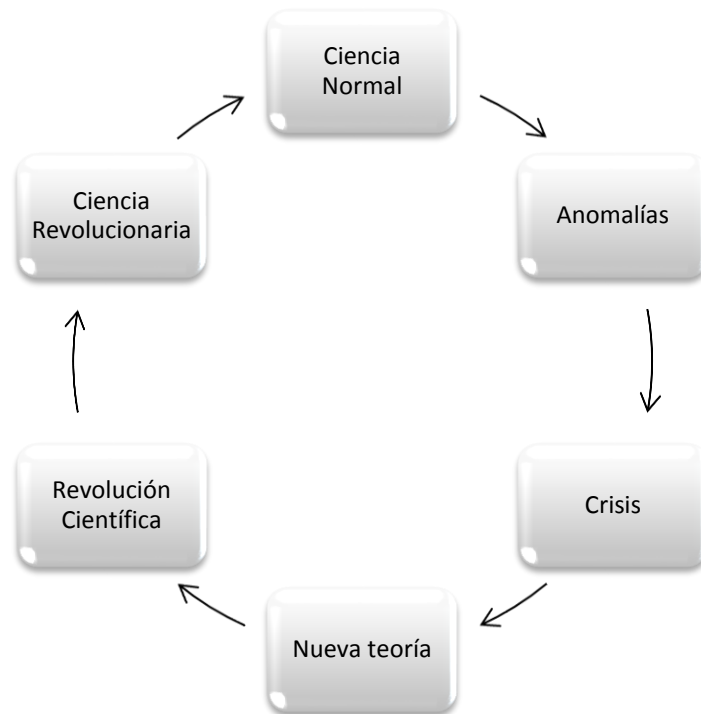 Ciencia
Normal
Anomalías
Crisis
Nueva teoría
Revolución
Científica
Ciencia
Revolucionaria